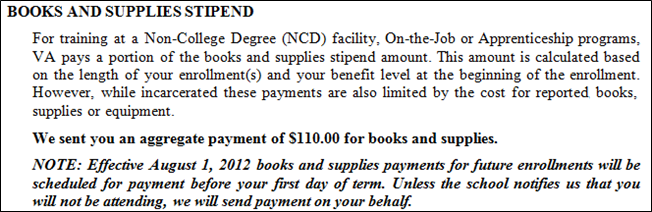 BOOKS AND SUPPLIES STIPEND
For training at a Non-College Degree (NCD) facility, On-the-Job or Apprenticeship programs,
VA pays a portion of the books and supplies stipend amount. This amount is calculated based
on the length of your enrollment(s) and your benefit level at the beginning of the enrollment.
However, while incarcerated these payments are also limited by the cost for reported books,
supplies or equipment.
We sent you an aggregate payment of $110.00 for books and supplies.
NOTE: Effective August 1, 2012 books and supplies payments for future enrollments will be
scheduled for payment before your first day of term. Unless the school notifies us that you
will not be attending, we will send payment on your behalf.